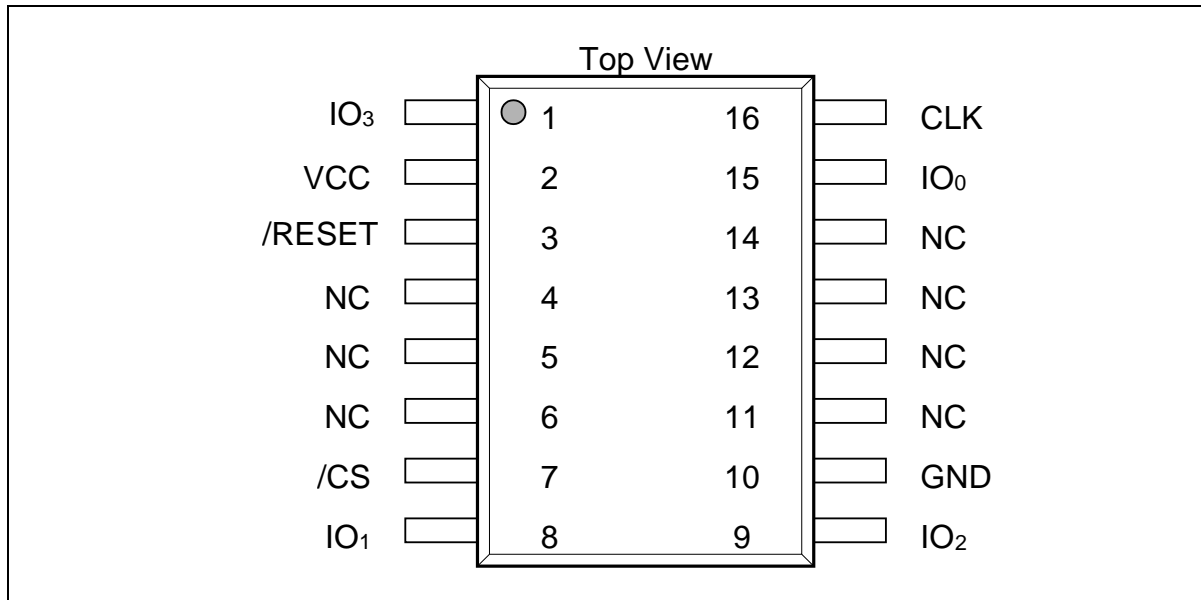 Top View
IO₃ 1 16 CLK
VCC 2 15 IO₀
/RESET 3 14 NC
NC 4 13 NC
NC 5 12 NC
NC 6 11 NC
/CS 7 10 GND
IO₁ 8 9 IO₂